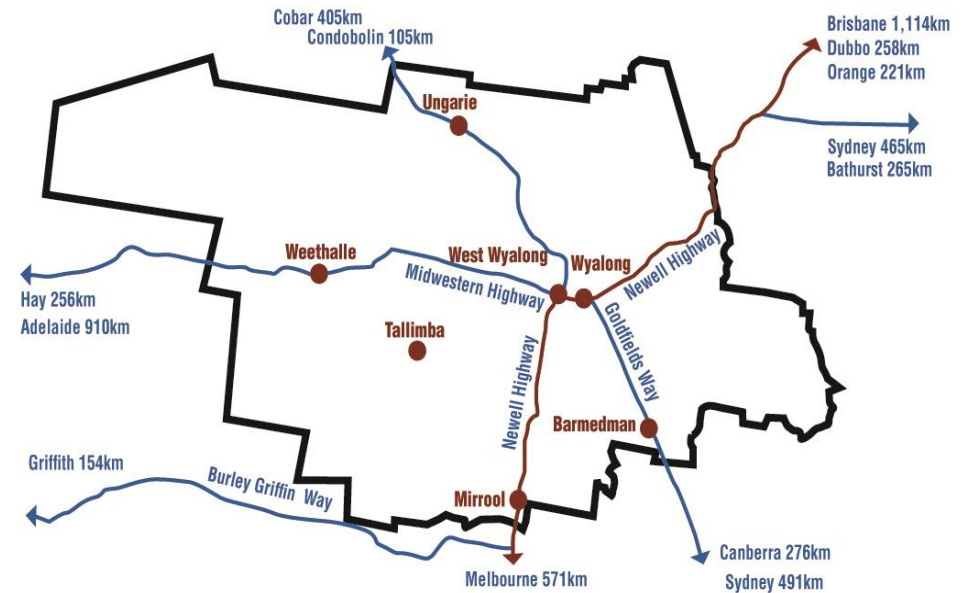 Cobar 405km
Condobolin 105km
Brisbane 1,114km
Dubbo 258km
Orange 221km
Ungarie
Sydney 465km
Bathurst 265km
Weethalle
West Wyalong
Wyalong
Newell Highway
Midwestern Highway
Hay 256km
Adelaide 910km
Goldfields Way
Tallimba
Newell Highway
Barmedman
Griffith 154km
Burley Griffin Way
Mirrool
Canberra 276km
Melbourne 571km
Sydney 491km